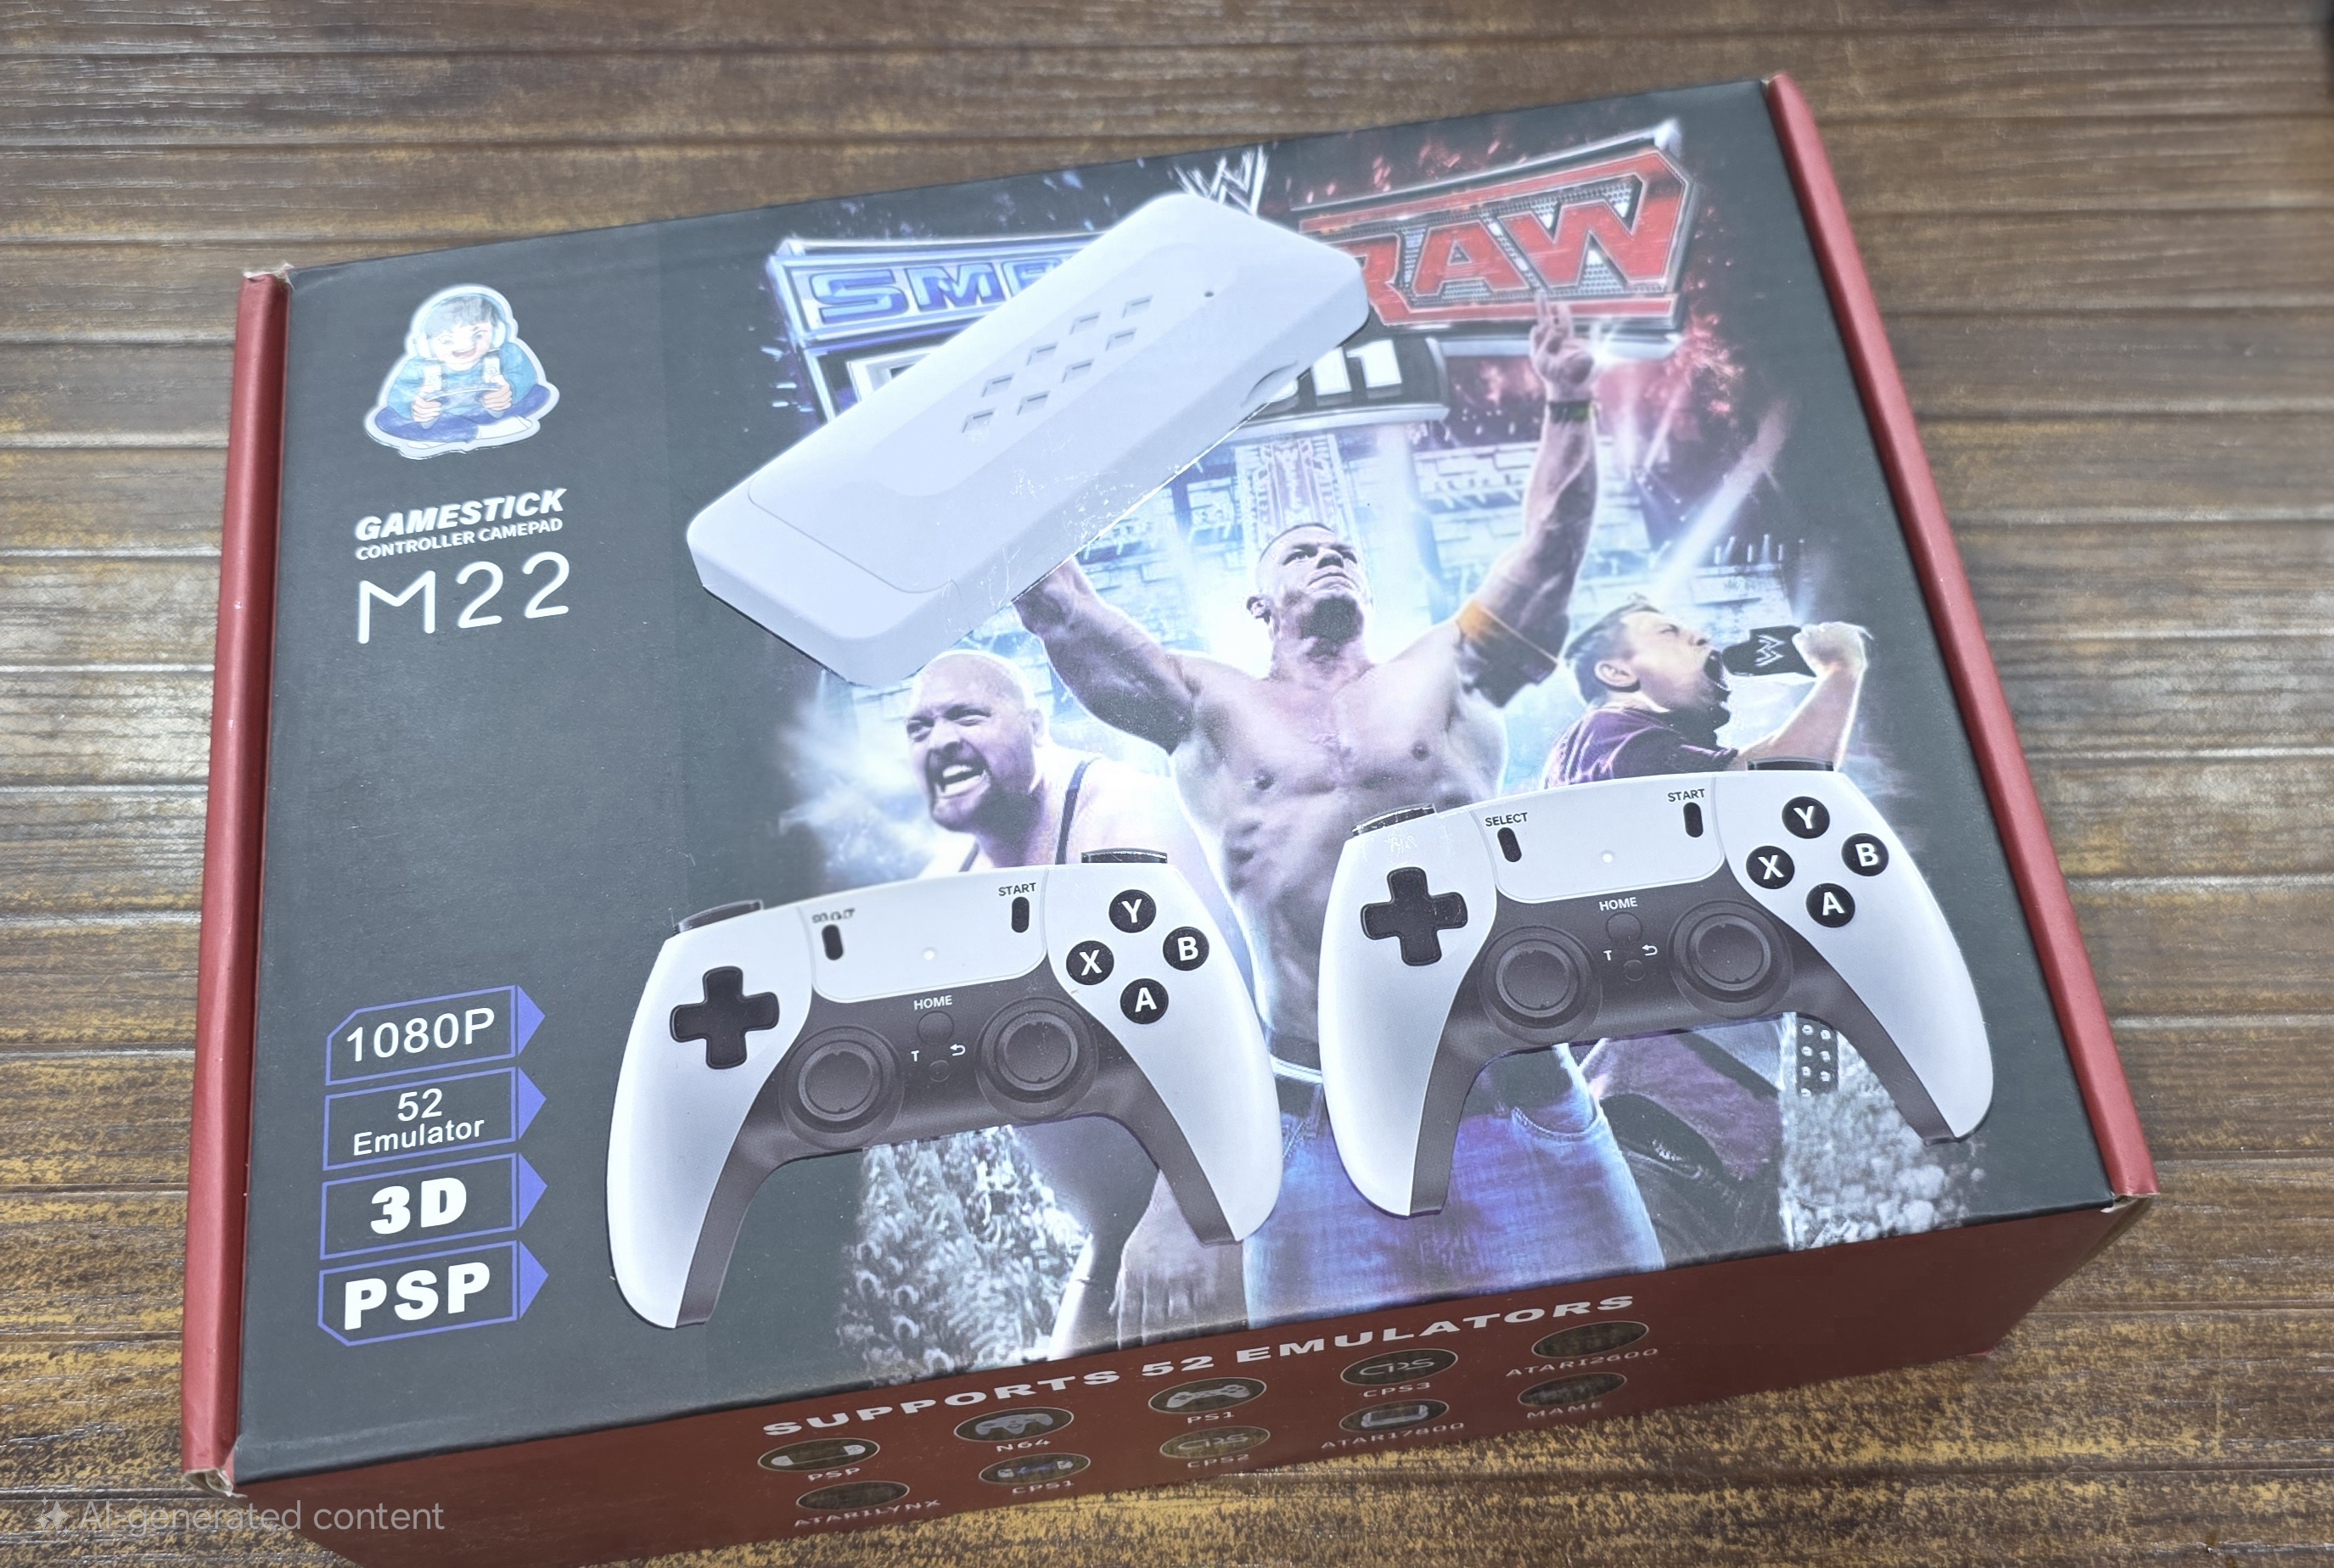 RAW
11
GAMESTICK
CONTROLLER CAMEPAD
M22
SELECT
START
Y
X
B
A
HOME
T
START
Y
X
B
A
HOME
T
1080P
52
Emulator
3D
PSP
SUPPORTS 52 EMULATORS
PSP
N64
PS1
CPS3
ATARI2600
ATARILYNX
CPS1
CPS2
ATARI7800
MAME
AI-generated content